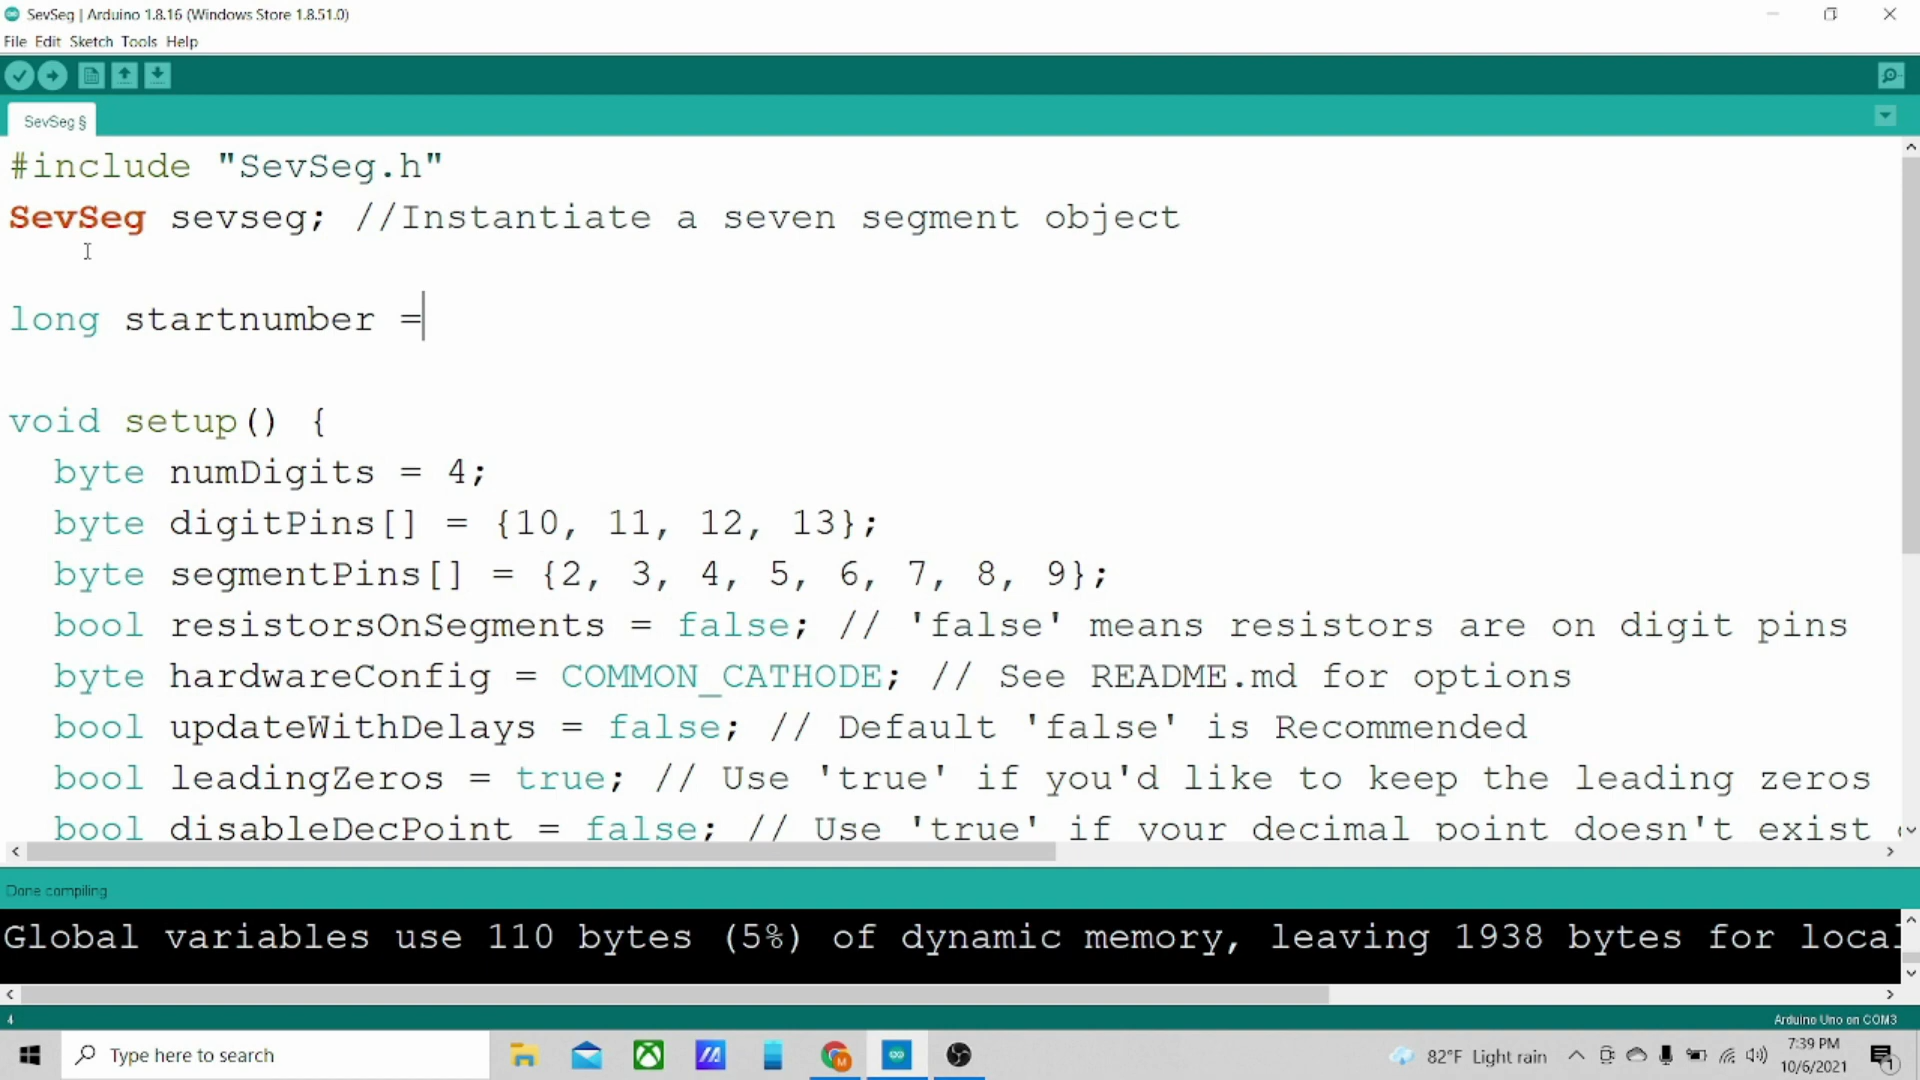 SevSeg | Arduino 1.8.16 (Windows Store 1.8.51.0)
File Edit Sketch Tools Help
SevSeg §
#include "SevSeg.h"
SevSeg sevseg; //Instantiate a seven segment object
long startnumber =
void setup() {
byte numDigits = 4;
byte digitPins[] = {10, 11, 12, 13};
byte segmentPins[] = {2, 3, 4, 5, 6, 7, 8, 9};
bool resistorsOnSegments = false; // 'false' means resistors are on digit pins
byte hardwareConfig = COMMON_CATHODE; // See README.md for options
bool updateWithDelays = false; // Default 'false' is Recommended
bool leadingZeros = true; // Use 'true' if you'd like to keep the leading zeros
bool disableDecPoint = false; // Use 'true' if your decimal point doesn't exist
Done compiling
Global variables use 110 bytes (5%) of dynamic memory, leaving 1938 bytes for local
4
Arduino Uno on COM3
Type here to search
M
82°F Light rain
7:39 PM
10/6/2021
1